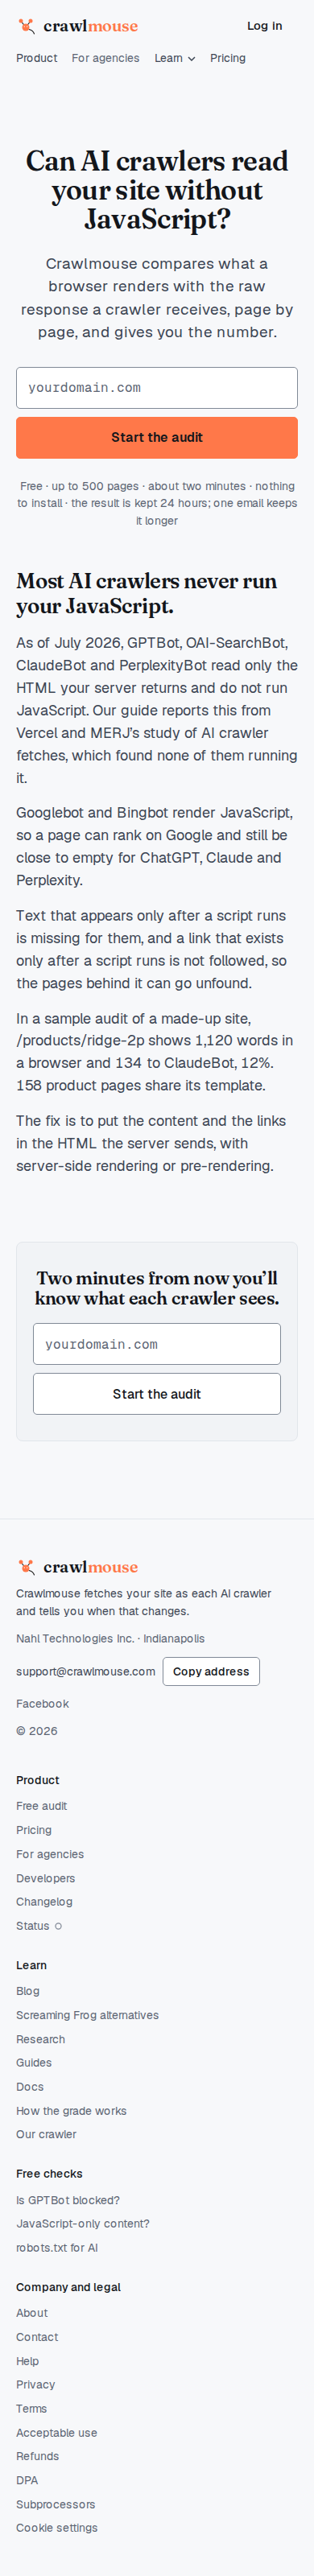 crawlmouse
Log in
Product For agencies Learn Pricing
Can AI crawlers read
your site without
JavaScript?
Crawlmouse compares what a
browser renders with the raw
response a crawler receives, page by
page, and gives you the number.
yourdomain.com
Start the audit
Free · up to 500 pages · about two minutes · nothing
to install · the result is kept 24 hours; one email keeps
it longer
Most AI crawlers never run
your JavaScript.
As of July 2026, GPTBot, OAI-SearchBot,
ClaudeBot and PerplexityBot read only the
HTML your server returns and do not run
JavaScript. Our guide reports this from
Vercel and MERJ’s study of AI crawler
fetches, which found none of them running
it.
Googlebot and Bingbot render JavaScript,
so a page can rank on Google and still be
close to empty for ChatGPT, Claude and
Perplexity.
Text that appears only after a script runs
is missing for them, and a link that exists
only after a script runs is not followed, so
the pages behind it can go unfound.
In a sample audit of a made-up site,
/products/ridge-2p shows 1,120 words in
a browser and 134 to ClaudeBot, 12%.
158 product pages share its template.
The fix is to put the content and the links
in the HTML the server sends, with
server-side rendering or pre-rendering.
Two minutes from now you’ll
know what each crawler sees.
yourdomain.com
Start the audit
crawlmouse
Crawlmouse fetches your site as each AI crawler
and tells you when that changes.
Nahl Technologies Inc. · Indianapolis
support@crawlmouse.com Copy address
Facebook
© 2026
Product
Free audit
Pricing
For agencies
Developers
Changelog
Status
Learn
Blog
Screaming Frog alternatives
Research
Guides
Docs
How the grade works
Our crawler
Free checks
Is GPTBot blocked?
JavaScript-only content?
robots.txt for AI
Company and legal
About
Contact
Help
Privacy
Terms
Acceptable use
Refunds
DPA
Subprocessors
Cookie settings